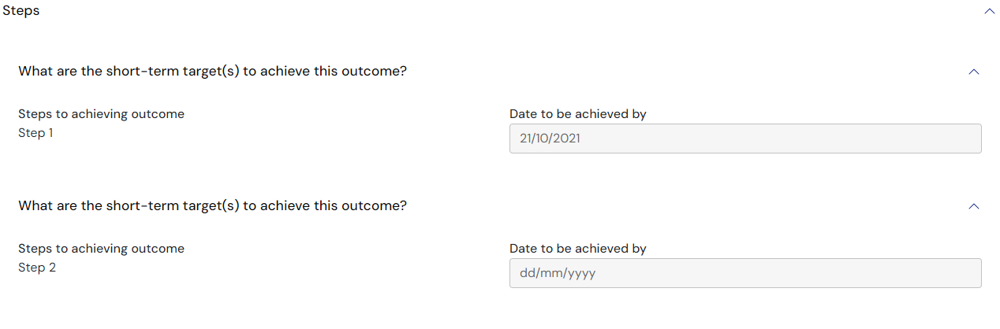 Steps
What are the short-term target(s) to achieve this outcome?
Steps to achieving outcome
Step 1
Date to be achieved by
21/10/2021
What are the short-term target(s) to achieve this outcome?
Steps to achieving outcome
Step 2
Date to be achieved by
dd/mm/yyyy